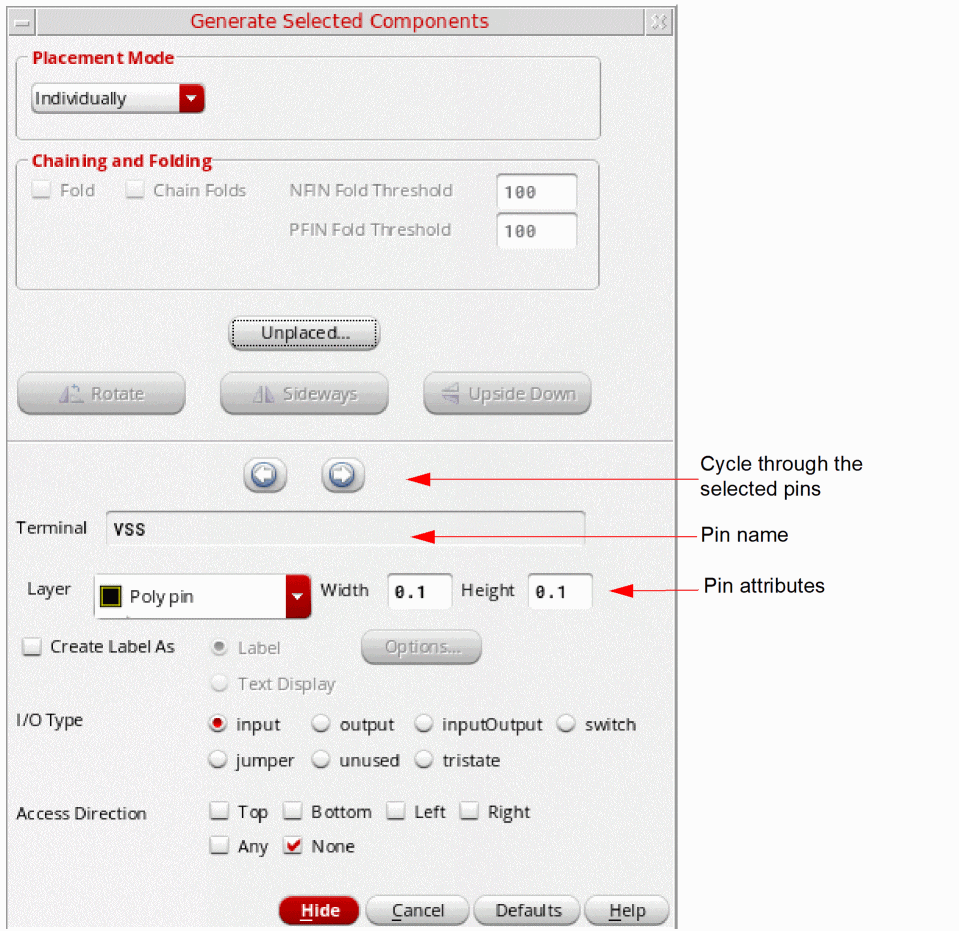 Generate Selected Components
Placement Mode
Individually
Chaining and Folding
Fold Chain Folds NFIN Fold Threshold 100
PFIN Fold Threshold 100
Unplaced...
Rotate Sideways Upside Down
Cycle through the
selected pins
Terminal VSS Pin name
Layer Poly pin Width 0.1 Height 0.1 Pin attributes
Create Label As Label Options...
Text Display
I/O Type input output inputOutput switch
jumper unused tristate
Access Direction Top Bottom Left Right
Any None
Hide Cancel Defaults Help